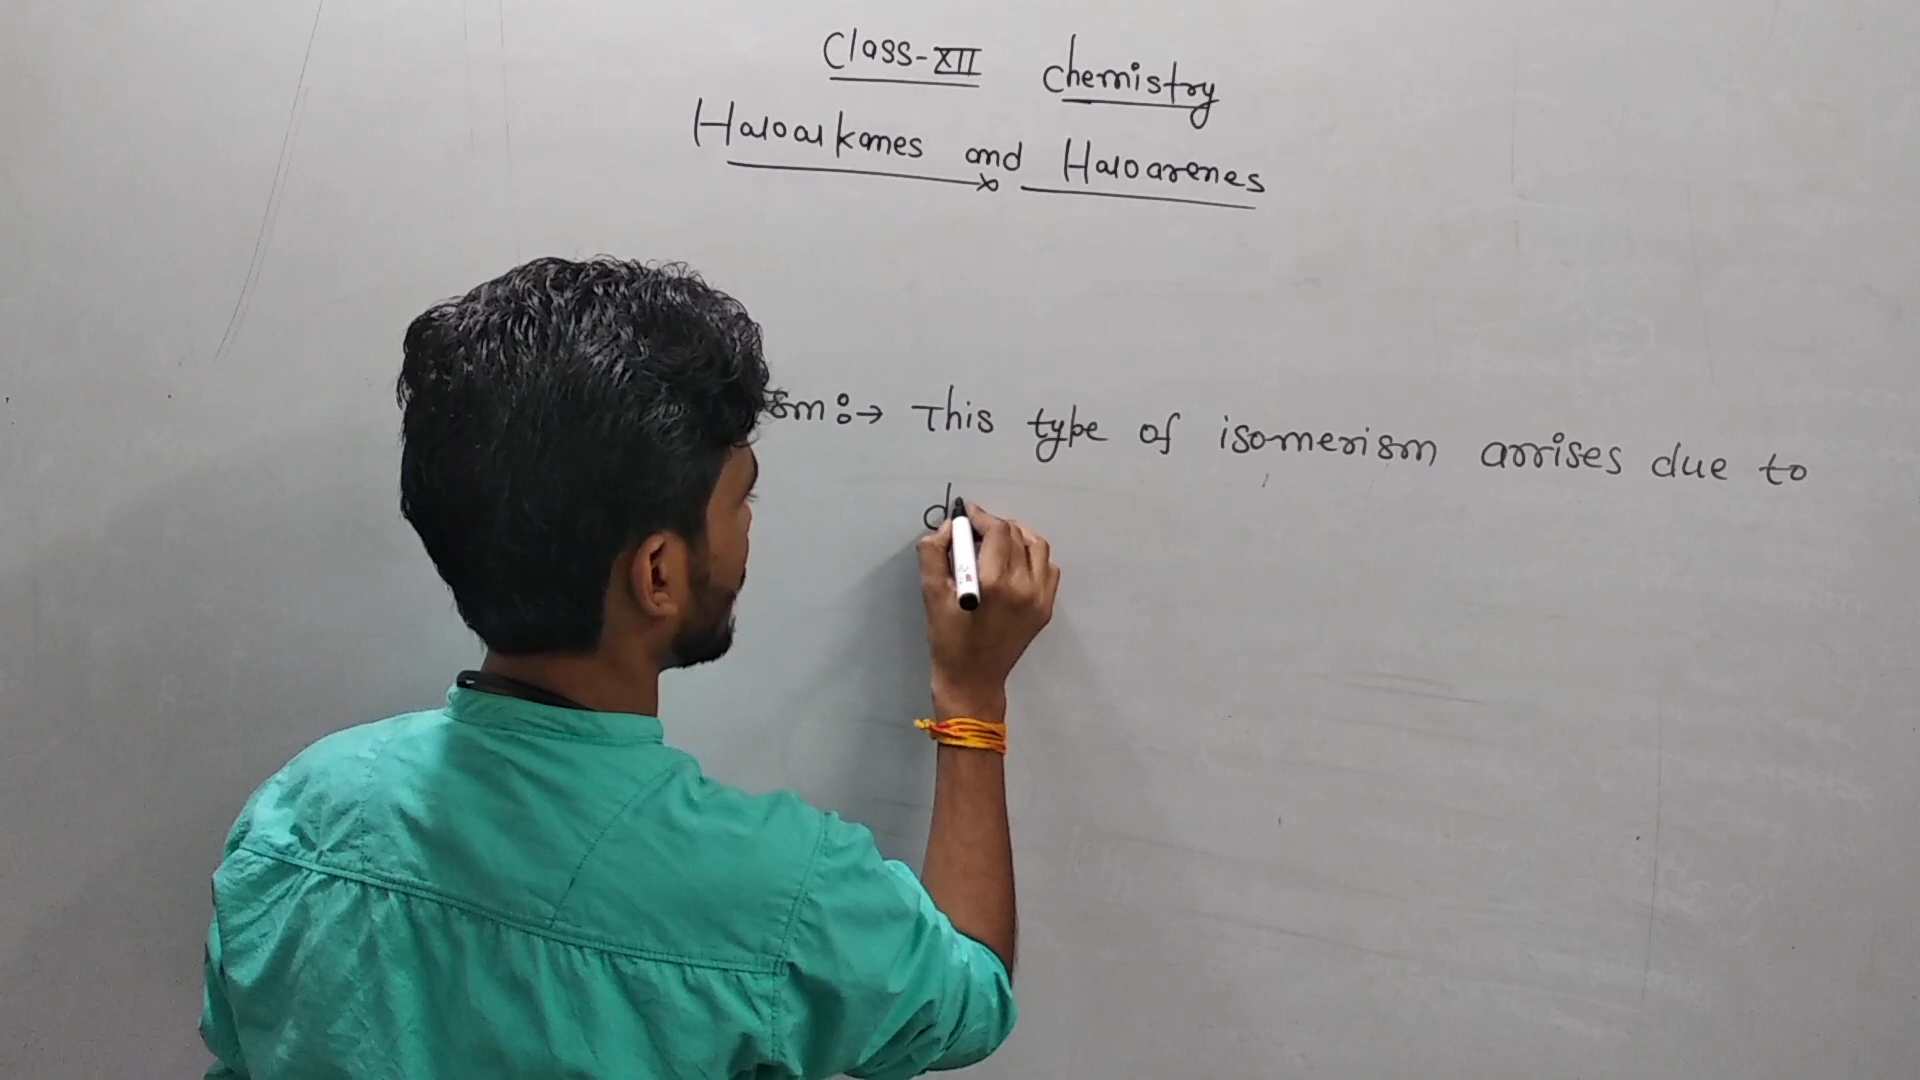 Class-XII Chemistry
Haloalkanes and Haloarenes
sm :→ This type of isomerism arrises due to
d